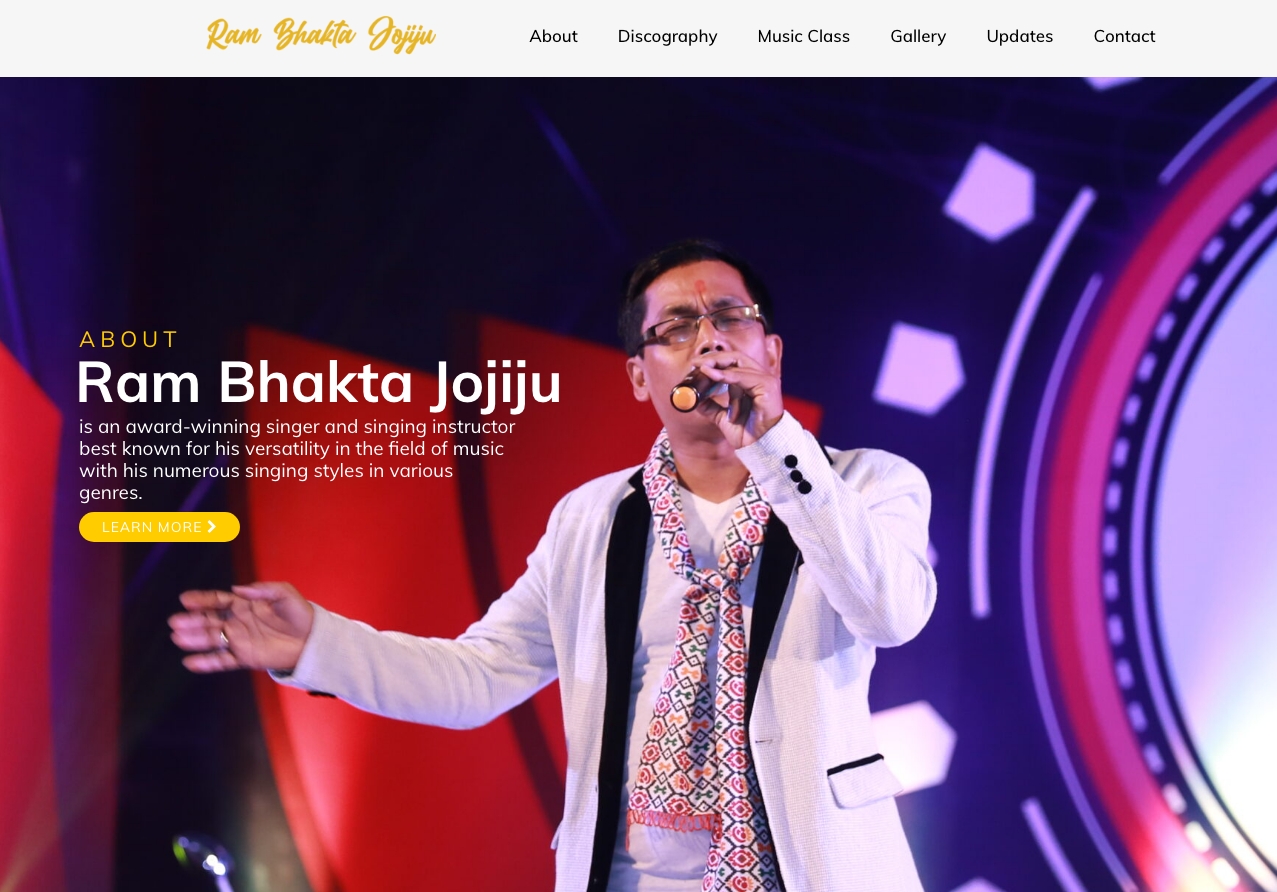 Ram Bhakta Jojiju
About Discography Music Class Gallery Updates Contact
ABOUT
Ram Bhakta Jojiju
is an award-winning singer and singing instructor
best known for his versatility in the field of music
with his numerous singing styles in various
genres.
LEARN MORE